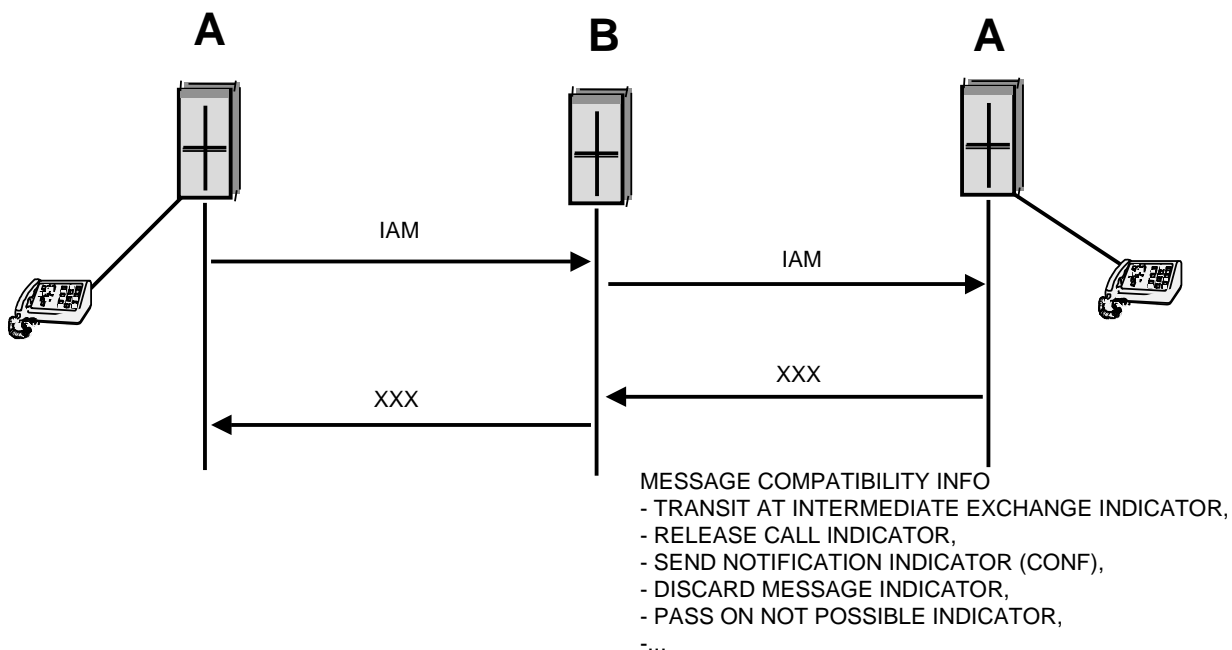 A
B
A
IAM
IAM
XXX
XXX
MESSAGE COMPATIBILITY INFO
- TRANSIT AT INTERMEDIATE EXCHANGE INDICATOR,
- RELEASE CALL INDICATOR,
- SEND NOTIFICATION INDICATOR (CONF),
- DISCARD MESSAGE INDICATOR,
- PASS ON NOT POSSIBLE INDICATOR,
-...